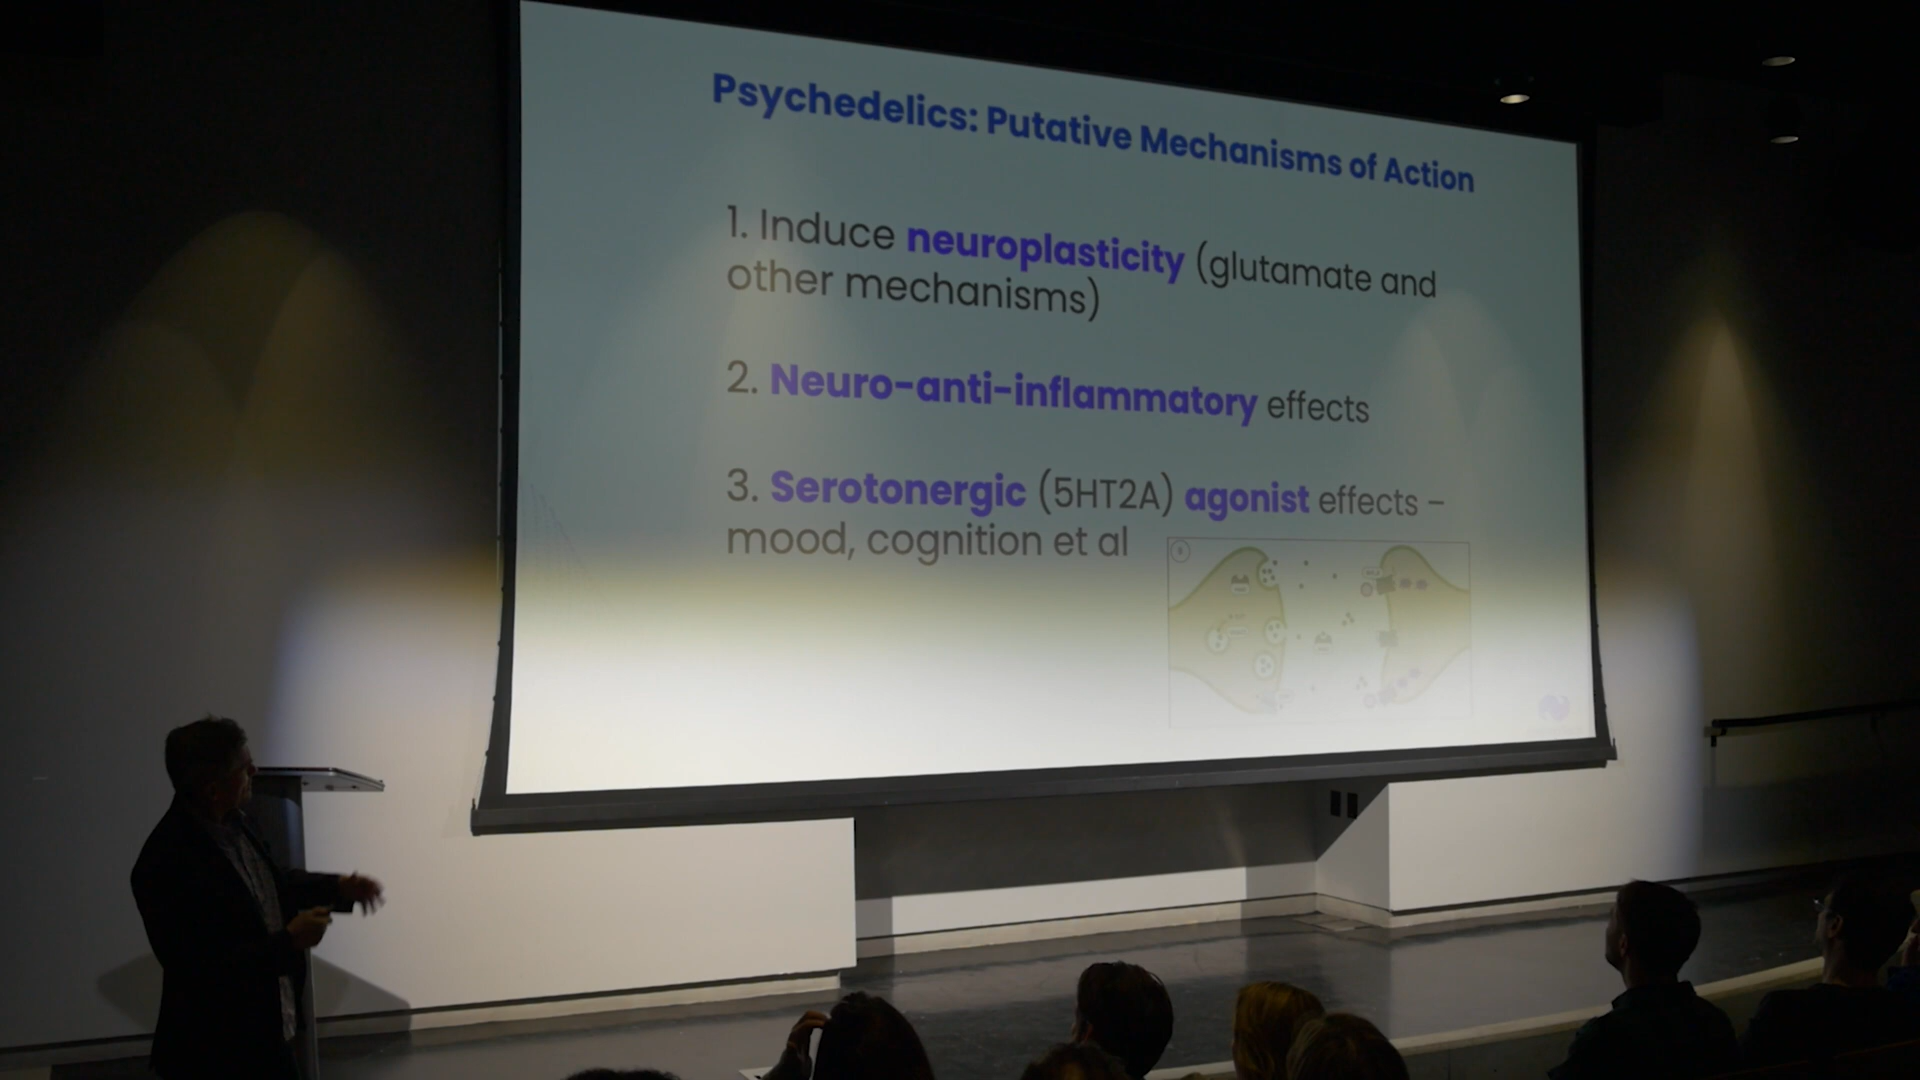 Psychedelics: Putative Mechanisms of Action
1. Induce neuroplasticity (glutamate and
other mechanisms)
2. Neuro-anti-inflammatory effects
3. Serotonergic (5HT2A) agonist effects –
mood, cognition et al